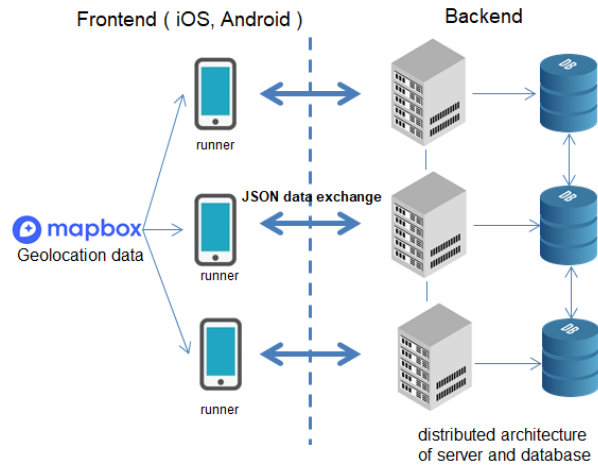 Frontend ( iOS, Android )
Backend
DB
runner
JSON data exchange
DB
mapbox
Geolocation data
runner
DB
runner
distributed architecture
of server and database